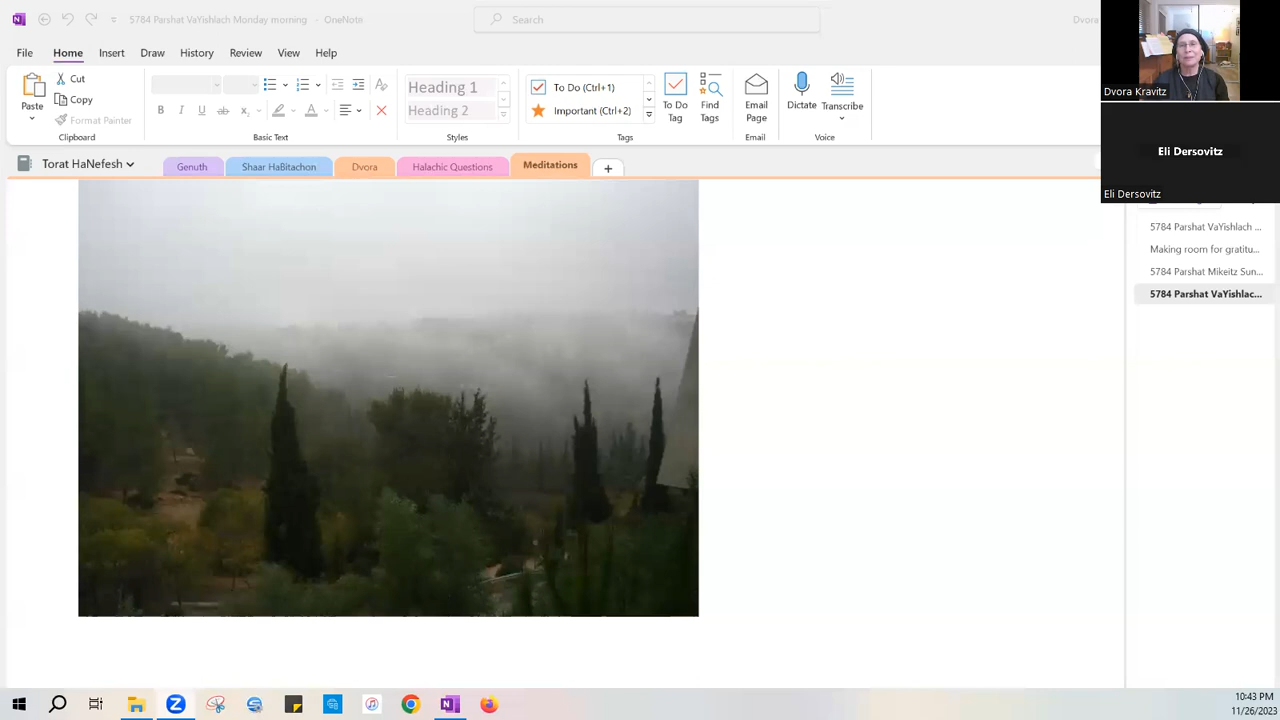 5784 Parshat VaYishlach Monday morning - OneNote
Search
Dvora
File Home Insert Draw History Review View Help
Paste
Cut
Copy
Format Painter
Clipboard
B I U ab x
A
Basic Text
Heading 1
Heading 2
Styles
To Do (Ctrl+1)
Important (Ctrl+2)
To Do Tag
Find Tags
Tags
Email Page
Email
Dictate
Transcribe
Voice
Dvora Kravitz
Eli Dersovitz
Eli Dersovitz
Torat HaNefesh
Genuth
Shaar HaBitachon
Dvora
Halachic Questions
Meditations
+
5784 Parshat VaYishlach ...
Making room for gratitu...
5784 Parshat Mikeitz Sun...
5784 Parshat VaYishlac...
10:43 PM
11/26/2023